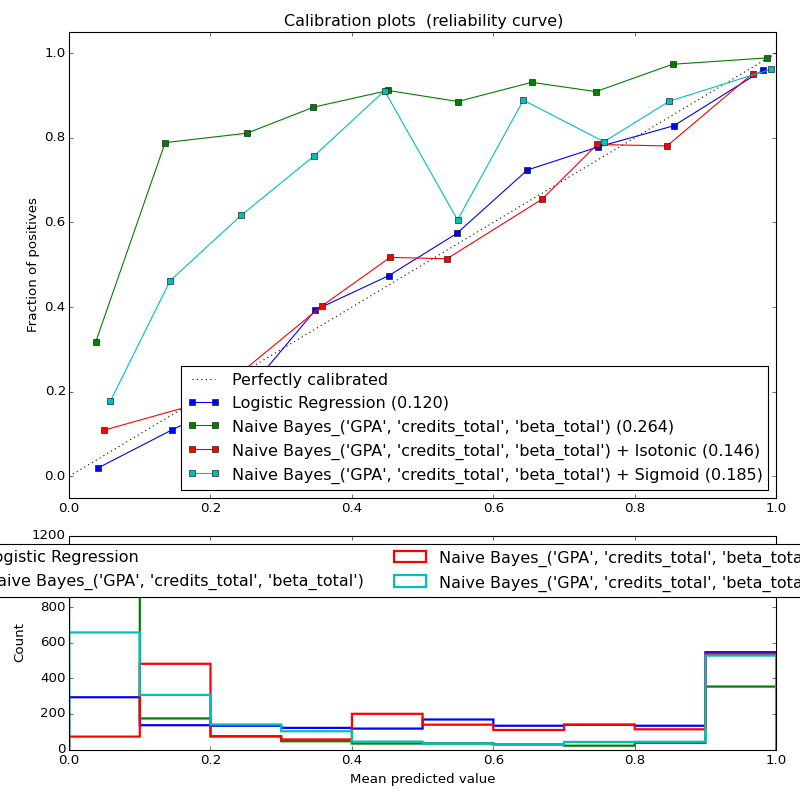 Calibration plots (reliability curve)
1.0
0.8
0.6
0.4
0.2
0.0
Fraction of positives
Perfectly calibrated
Logistic Regression (0.120)
Naive Bayes_('GPA', 'credits_total', 'beta_total') (0.264)
Naive Bayes_('GPA', 'credits_total', 'beta_total') + Isotonic (0.146)
Naive Bayes_('GPA', 'credits_total', 'beta_total') + Sigmoid (0.185)
0.0 0.2 0.4 0.6 0.8 1.0
1200
ogistic Regression
aive Bayes_('GPA', 'credits_total', 'beta_total')
Naive Bayes_('GPA', 'credits_total', 'beta_tota
Naive Bayes_('GPA', 'credits_total', 'beta_tota
800
600
400
200
0
Count
0.0 0.2 0.4 0.6 0.8 1.0
Mean predicted value